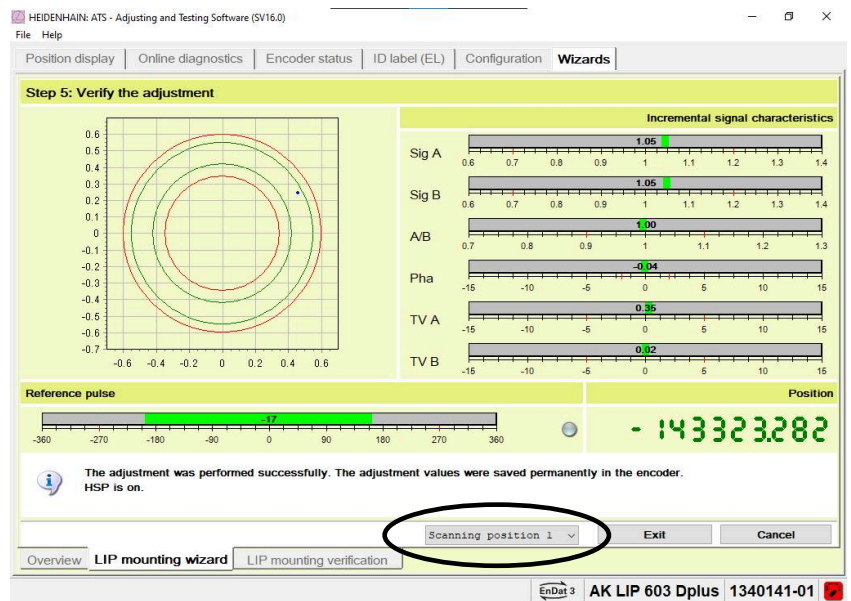 HEIDENHAIN: ATS - Adjusting and Testing Software (SV16.0)
File Help
Position display Online diagnostics Encoder status ID label (EL) Configuration Wizards
Step 5: Verify the adjustment
Incremental signal characteristics
0.6
0.5
0.4
0.3
0.2
0.1
0
-0.1
-0.2
-0.3
-0.4
-0.5
-0.6
-0.7
-0.6 -0.4 -0.2 0 0.2 0.4 0.6
Sig A
1.05
0.6 0.7 0.8 0.9 1 1.1 1.2 1.3 1.4
Sig B
1.05
0.6 0.7 0.8 0.9 1 1.1 1.2 1.3 1.4
A/B
1.00
0.7 0.8 0.9 1 1.1 1.2 1.3
Pha
-0.04
-15 -10 -5 0 5 10 15
TV A
0.35
-15 -10 -5 0 5 10 15
TV B
0.02
-15 -10 -5 0 5 10 15
Reference pulse
-17
-360 -270 -180 -90 0 90 180 270 360
Position
-143323.282
The adjustment was performed successfully. The adjustment values were saved permanently in the encoder.
HSP is on.
Scanning position 1 Exit Cancel
Overview LIP mounting wizard LIP mounting verification
EnDat 3 AK LIP 603 Dplus 1340141-01